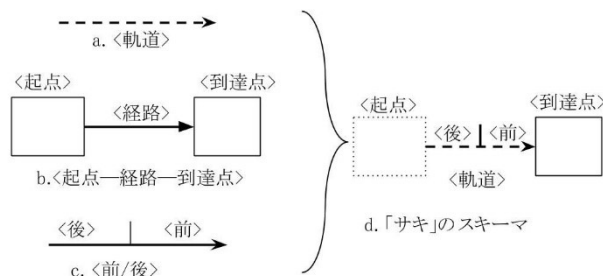 a.<軌道>
<起点>
<到達点>
<経路>
b.<起点―経路―到達点>
<後>
<前>
c.<前/後>
<起点>
<到達点>
<後>
<前>
<軌道>
d.「サキ」のスキーマ